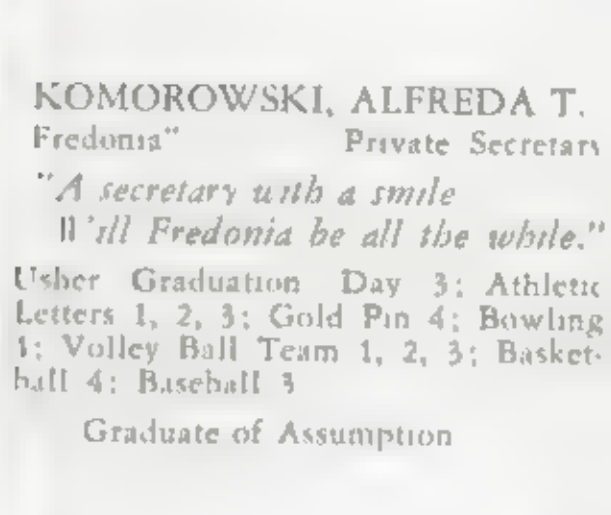 KOMOROWSKI, ALFREDA T.
Fredonia" Private Secretary
"A secretary with a smile
Will Fredonia be all the while."
Usher Graduation Day 3; Athletic
Letters 1, 2, 3; Gold Pin 4; Bowling
; Volley Ball Team 1, 2, 3; Basket-
ball 4; Baseball 3
Graduate of Assumption